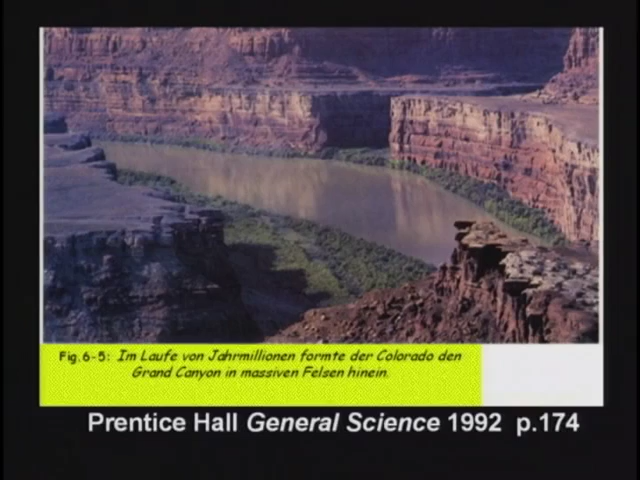 Fig.6-5: Im Laufe von Jahrmillionen formte der Colorado den
Grand Canyon in massiven Felsen hinein.
Prentice Hall General Science 1992 p.174